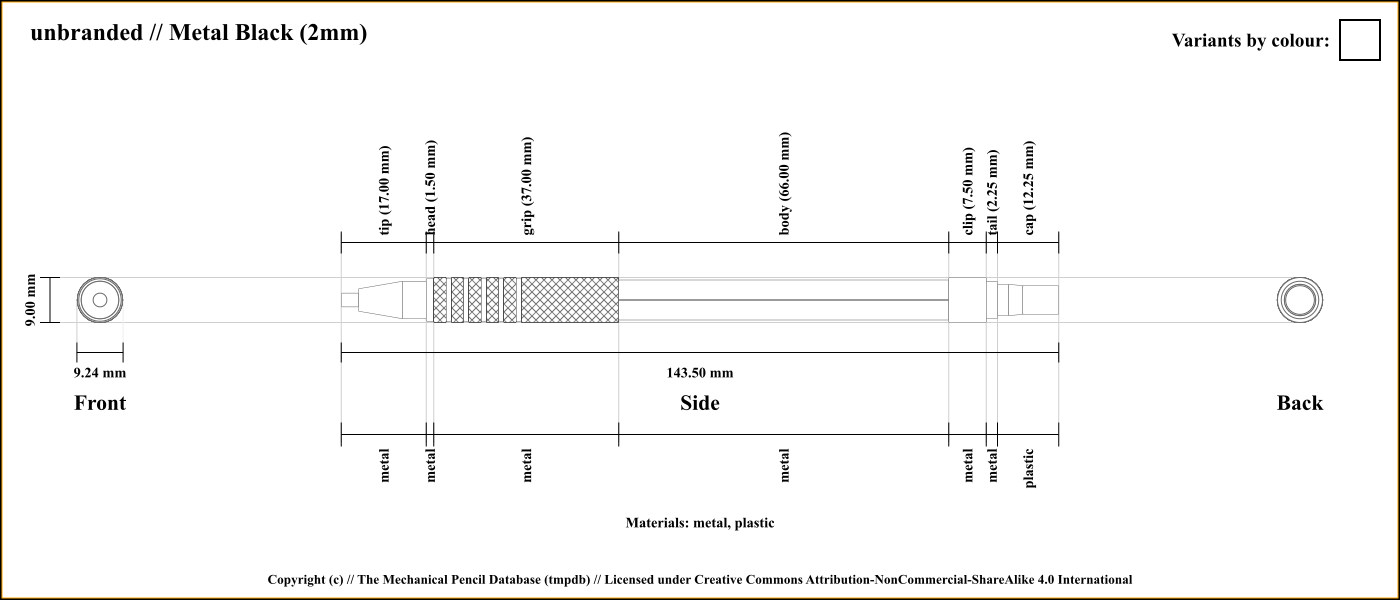 unbranded // Metal Black (2mm)
Variants by colour:
tip (17.00 mm)
head (1.50 mm)
grip (37.00 mm)
body (66.00 mm)
clip (7.50 mm)
tail (2.25 mm)
cap (12.25 mm)
9.00 mm
9.24 mm
143.50 mm
Front
Side
Back
metal
metal
metal
metal
metal
metal
plastic
Materials: metal, plastic
Copyright (c) // The Mechanical Pencil Database (tmpdb) // Licensed under Creative Commons Attribution-NonCommercial-ShareAlike 4.0 International